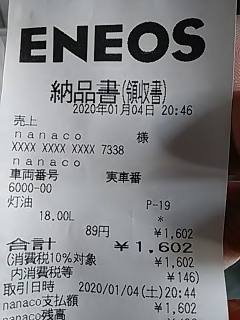 ENEOS
納品書(領収書)
2020年01月04日 20:46
売上
nanaco 様
XXXX XXXX XXXX 7338
nanaco
車両番号 実車番
6000-00
灯油 P-19
18.00L *
89円 ￥1,602
合計 ￥1,602
(消費税10%対象 ￥1,602
内消費税等 ￥146)
取引日時 2020/01/04(土)20:44
nanaco支払額 ￥1,602
nanaco残高